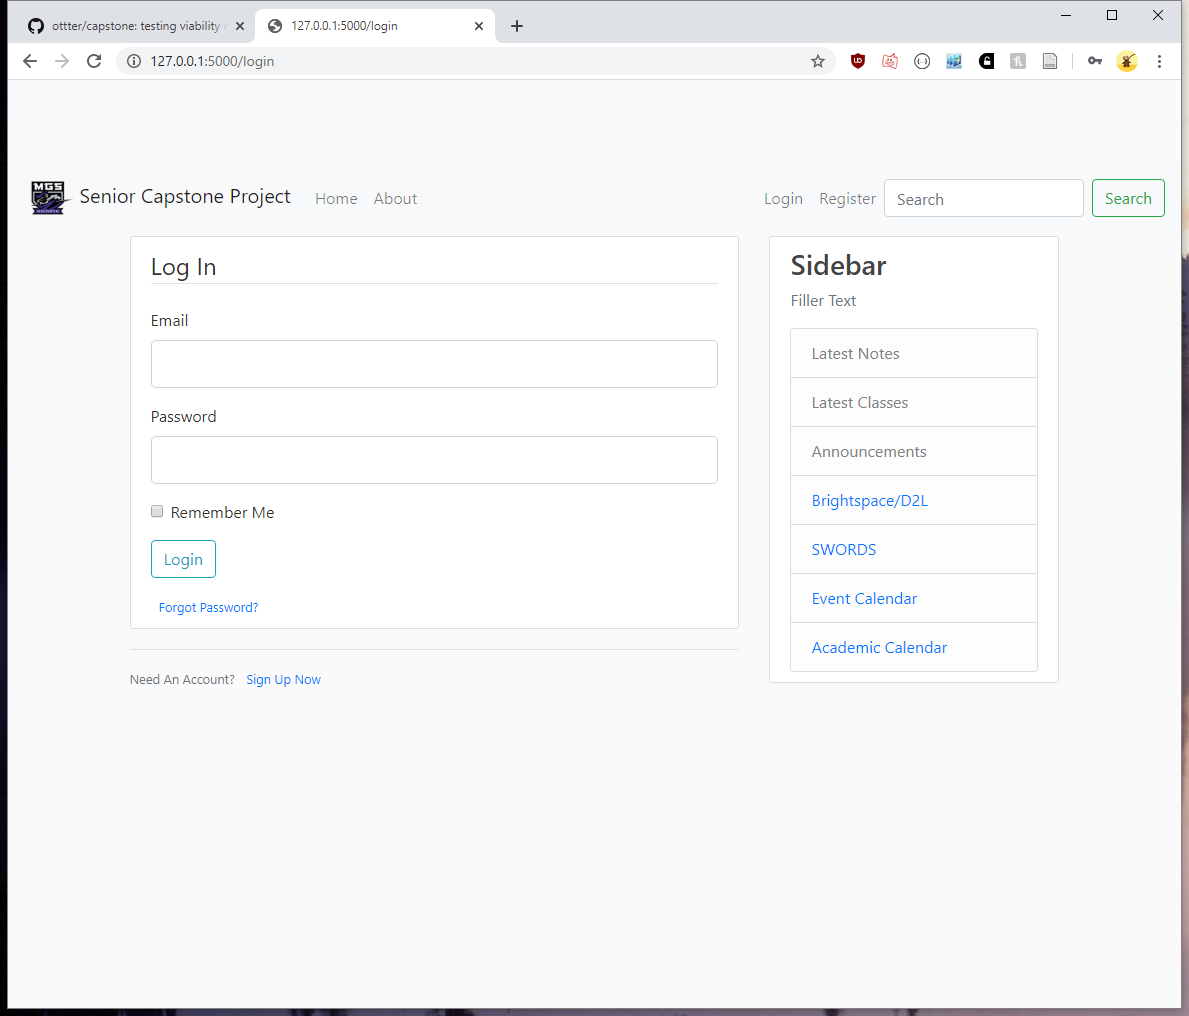 ottter/capstone: testing viability
127.0.0.1:5000/login
127.0.0.1:5000/login
MGS
Senior Capstone Project
Home
About
Login
Register
Search
Search
Log In
Email
Password
Remember Me
Login
Forgot Password?
Need An Account? Sign Up Now
Sidebar
Filler Text
Latest Notes
Latest Classes
Announcements
Brightspace/D2L
SWORDS
Event Calendar
Academic Calendar